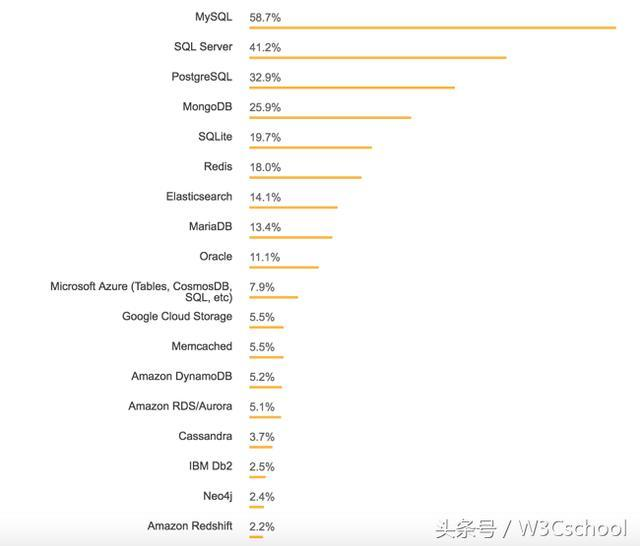 MySQL 58.7%
SQL Server 41.2%
PostgreSQL 32.9%
MongoDB 25.9%
SQLite 19.7%
Redis 18.0%
Elasticsearch 14.1%
MariaDB 13.4%
Oracle 11.1%
Microsoft Azure (Tables, CosmosDB, 7.9%
SQL, etc)
Google Cloud Storage 5.5%
Memcached 5.5%
Amazon DynamoDB 5.2%
Amazon RDS/Aurora 5.1%
Cassandra 3.7%
IBM Db2 2.5%
Neo4j 2.4%
Amazon Redshift 2.2%
头条号 / W3Cschool